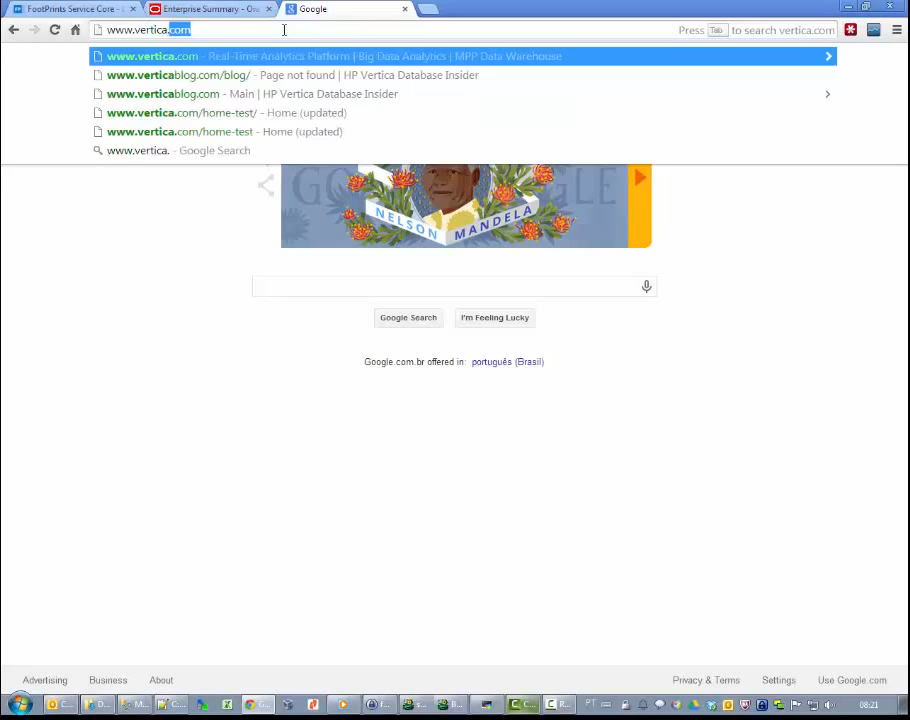 FootPrints Service Core -
Enterprise Summary - Ora
Google
www.vertica.com
Press Tab to search vertica.com
www.vertica.com - Real-Time Analytics Platform | Big Data Analytics | MPP Data Warehouse
www.verticablog.com/blog/ - Page not found | HP Vertica Database Insider
www.verticablog.com - Main | HP Vertica Database Insider
www.vertica.com/home-test/ - Home (updated)
www.vertica.com/home-test - Home (updated)
www.vertica. - Google Search
GOOGLE
NELSON MANDELA
Google Search
I'm Feeling Lucky
Google.com.br offered in: português (Brasil)
Advertising
Business
About
Privacy & Terms
Settings
Use Google.com
C...
D...
M...
C...
G...
f...
s...
B...
C...
R...
PT
08:21